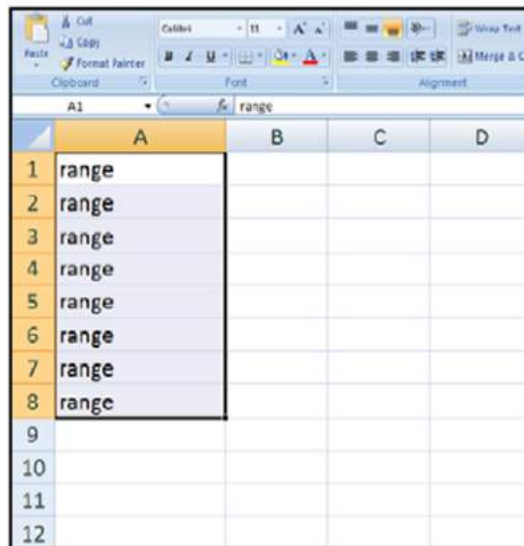 Cut
Calibri
11
A A
Wrap Text
Copy
Paste
Format Painter
B I U
A
Merge & C
Clipboard
Font
Alignment
A1
fx
range
A B C D
1 range
2 range
3 range
4 range
5 range
6 range
7 range
8 range
9
10
11
12